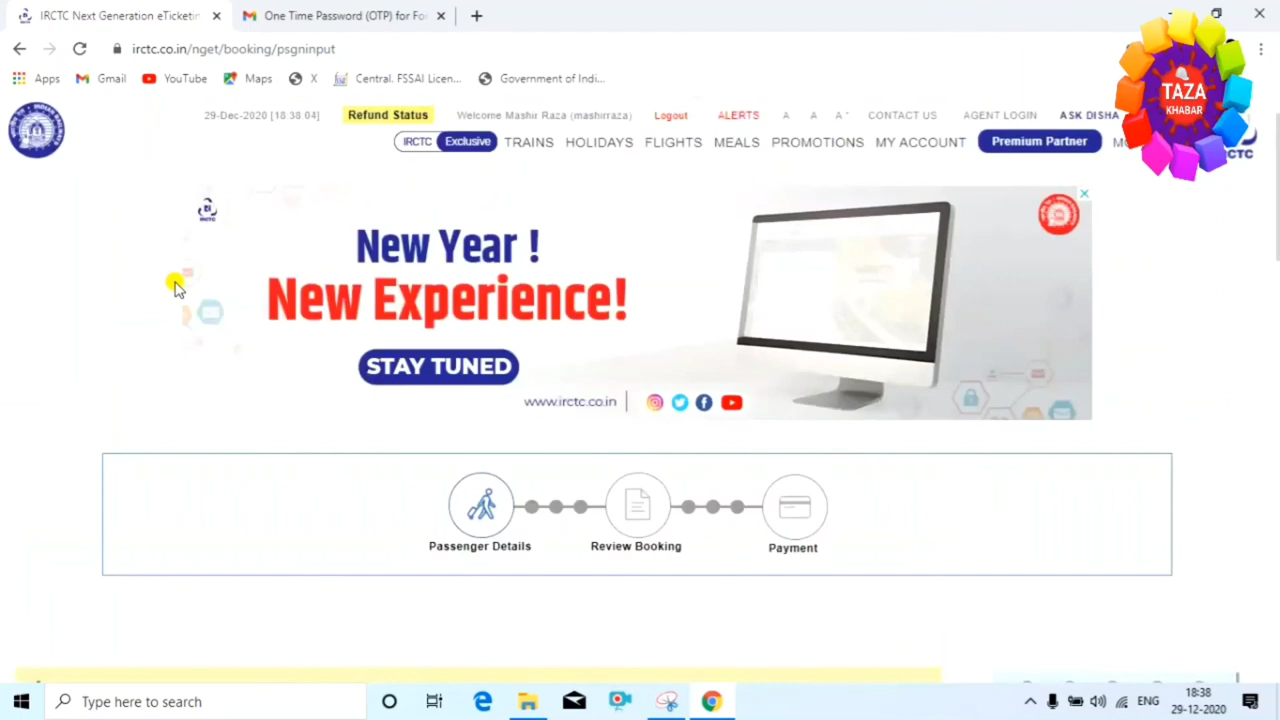 IRCTC Next Generation eTicketin
One Time Password (OTP) for Fo
irctc.co.in/nget/booking/psgninput
Apps
Gmail
YouTube
Maps
X
Central. FSSAI Licen...
Government of Indi...
29-Dec-2020 [18:38:04]
Refund Status
Welcome Mashir Raza (mashirraza)
Logout
ALERTS
A A A+
CONTACT US
AGENT LOGIN
ASK DISHA
IRCTC Exclusive
TRAINS
HOLIDAYS
FLIGHTS
MEALS
PROMOTIONS
MY ACCOUNT
Premium Partner
TAZA
KHABAR
IRCTC
New Year !
New Experience!
STAY TUNED
www.irctc.co.in
Passenger Details
Review Booking
Payment
Type here to search
ENG
18:38
29-12-2020